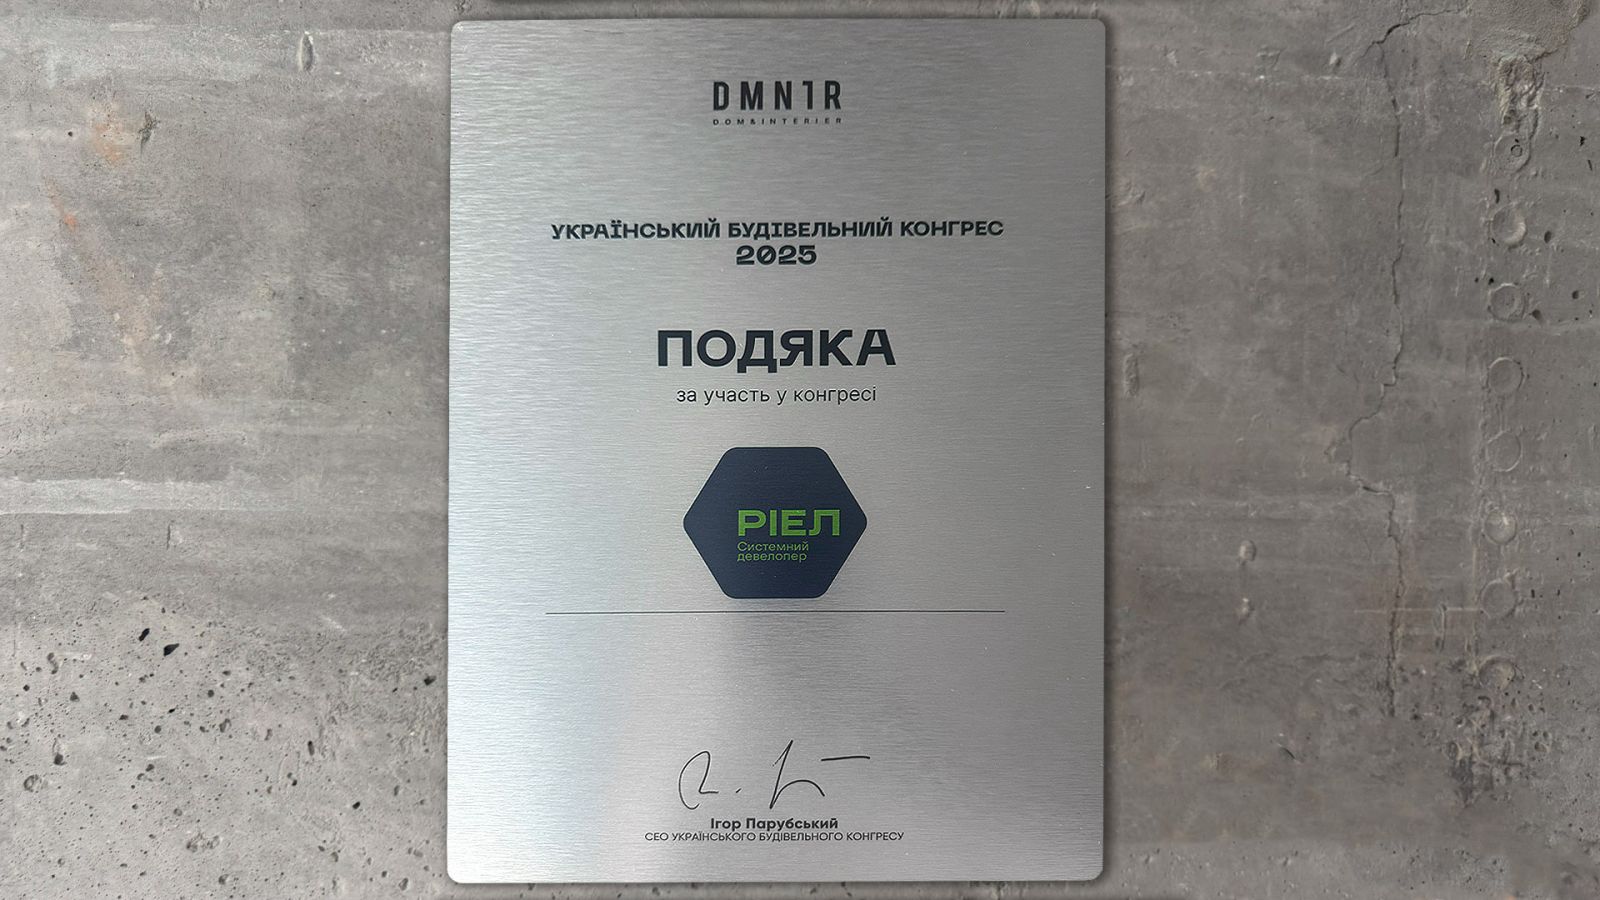 DMN1R
DOM&INTERIER
УКРАЇНСЬКИЙ БУДІВЕЛЬНИЙ КОНГРЕС
2025
ПОДЯКА
за участь у конгресі
РІЕЛ
Системний
девелопер
Ігор Парубський
СЕО УКРАЇНСЬКОГО БУДІВЕЛЬНОГО КОНГРЕСУ